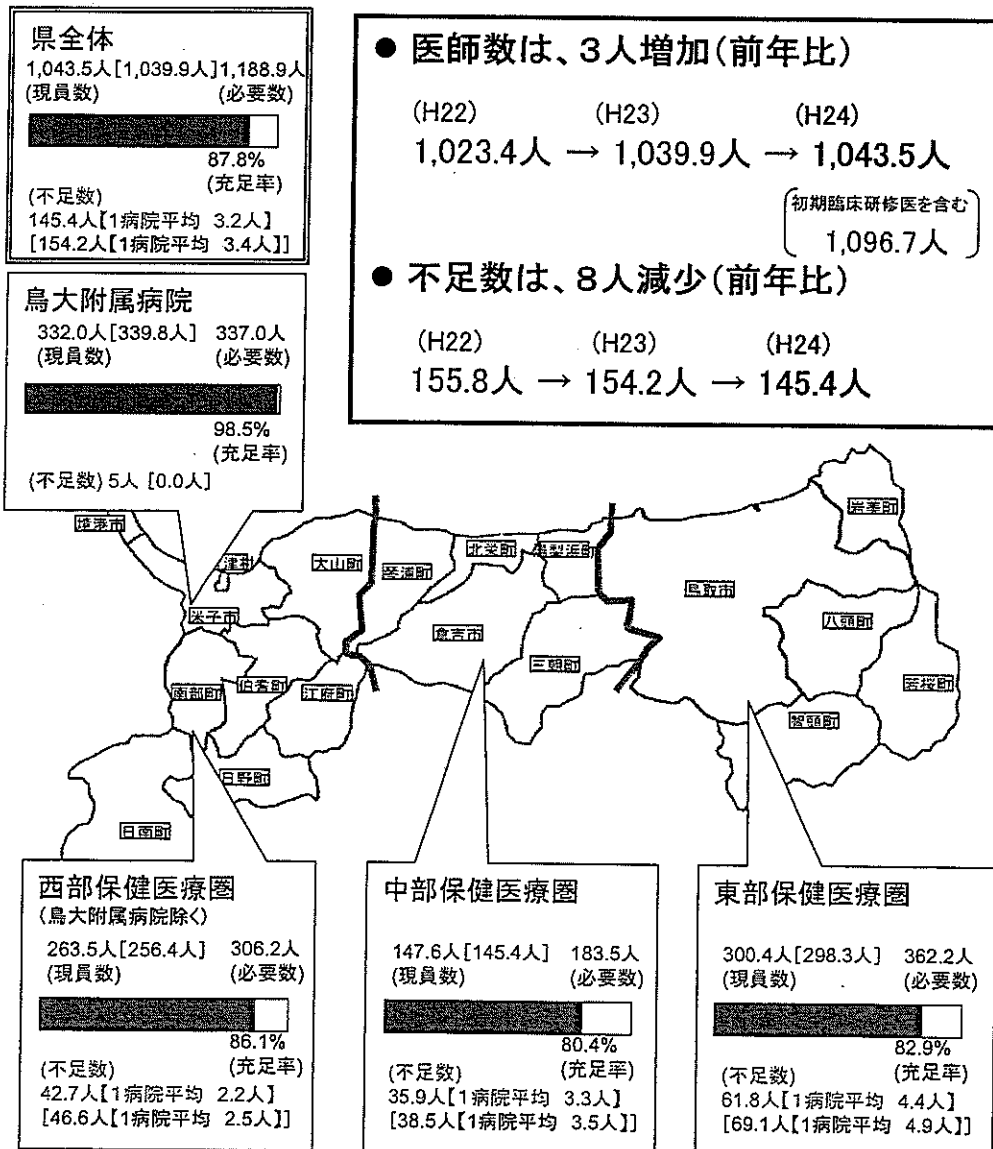 県全体
1,043.5人[1,039.9人]1,188.9人
(現員数) (必要数)
87.8%
(充足率)
(不足数)
145.4人【1病院平均 3.2人】
[154.2人【1病院平均 3.4人】]
● 医師数は、3人増加(前年比)
(H22) (H23) (H24)
1,023.4人 → 1,039.9人 → 1,043.5人
初期臨床研修医を含む
1,096.7人
● 不足数は、8人減少(前年比)
(H22) (H23) (H24)
155.8人 → 154.2人 → 145.4人
鳥大附属病院
332.0人[339.8人] 337.0人
(現員数) (必要数)
98.5%
(充足率)
(不足数) 5人 [0.0人]
境港市
大山町
琴浦町
北栄町
梨浜町
岩美町
米子市
倉吉市
三朝町
鳥取市
八頭町
若桜町
智頭町
南部町
伯耆町
江府町
日野町
日南町
西部保健医療圏
(鳥大附属病院除く)
263.5人[256.4人] 306.2人
(現員数) (必要数)
86.1%
(充足率)
(不足数)
42.7人【1病院平均 2.2人】
[46.6人【1病院平均 2.5人】]
中部保健医療圏
147.6人[145.4人] 183.5人
(現員数) (必要数)
80.4%
(充足率)
(不足数)
35.9人【1病院平均 3.3人】
[38.5人【1病院平均 3.5人】]
東部保健医療圏
300.4人[298.3人] 362.2人
(現員数) (必要数)
82.9%
(充足率)
(不足数)
61.8人【1病院平均 4.4人】
[69.1人【1病院平均 4.9人】]